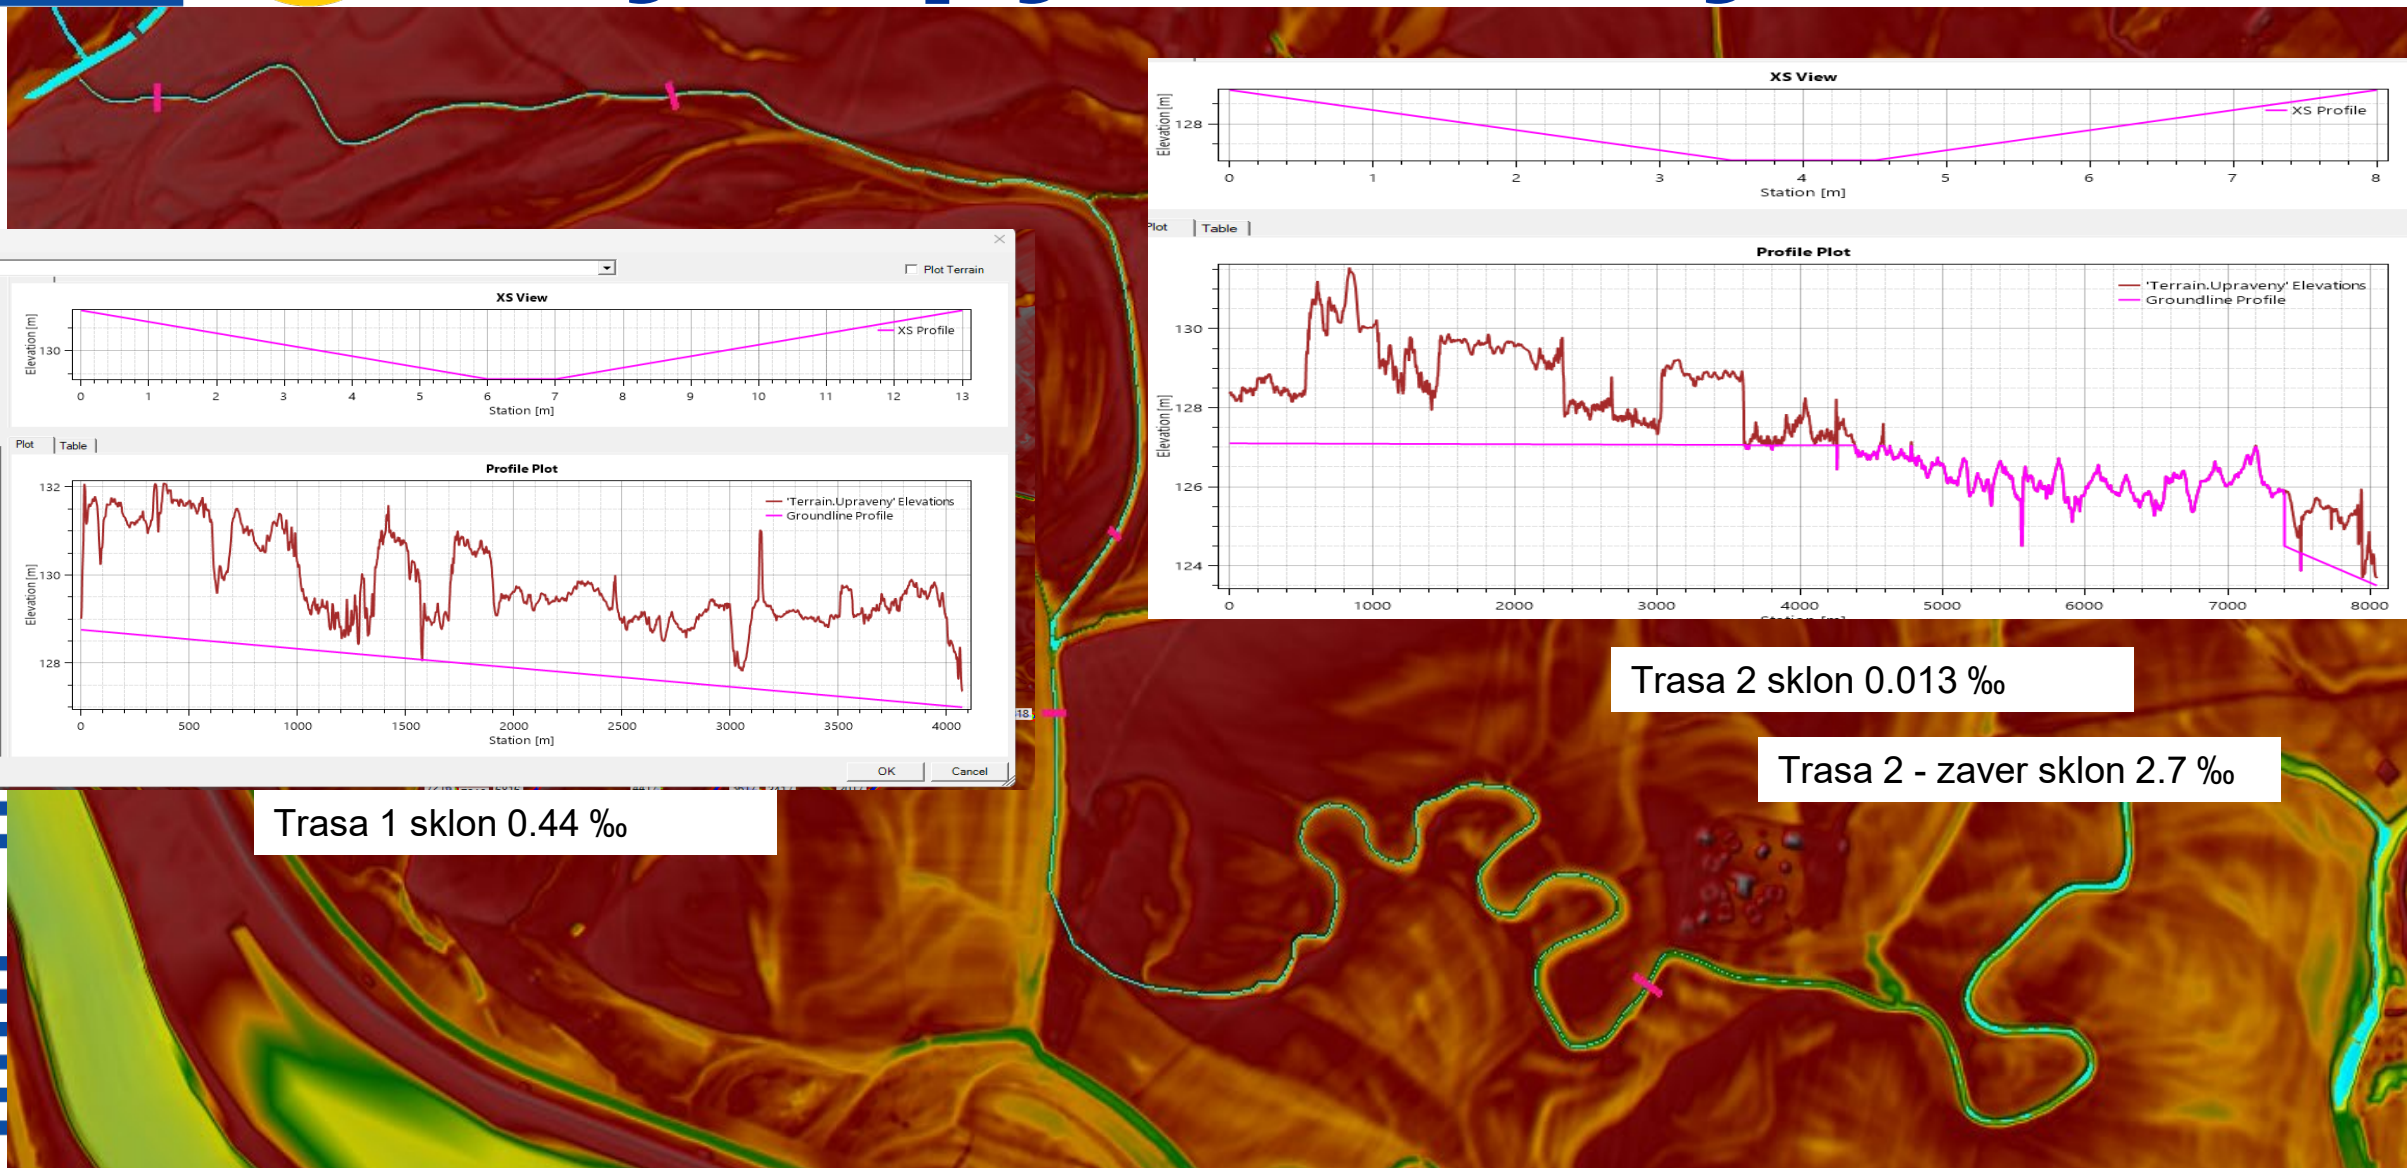 XS View
Elevation [m]
128
XS Profile
0 1 2 3 4 5 6 7 8
Station [m]
Plot Table
Profile Plot
Elevation [m]
130
128
126
124
'Terrain.Upraveny' Elevations
Groundline Profile
0 1000 2000 3000 4000 5000 6000 7000 8000
Plot Terrain
XS View
Elevation [m]
130
XS Profile
0 1 2 3 4 5 6 7 8 9 10 11 12 13
Station [m]
Plot Table
Profile Plot
Elevation [m]
132
130
128
'Terrain.Upraveny' Elevations
Groundline Profile
0 500 1000 1500 2000 2500 3000 3500 4000
Station [m]
OK Cancel
Trasa 2 sklon 0.013 ‰
Trasa 2 - zaver sklon 2.7 ‰
Trasa 1 sklon 0.44 ‰